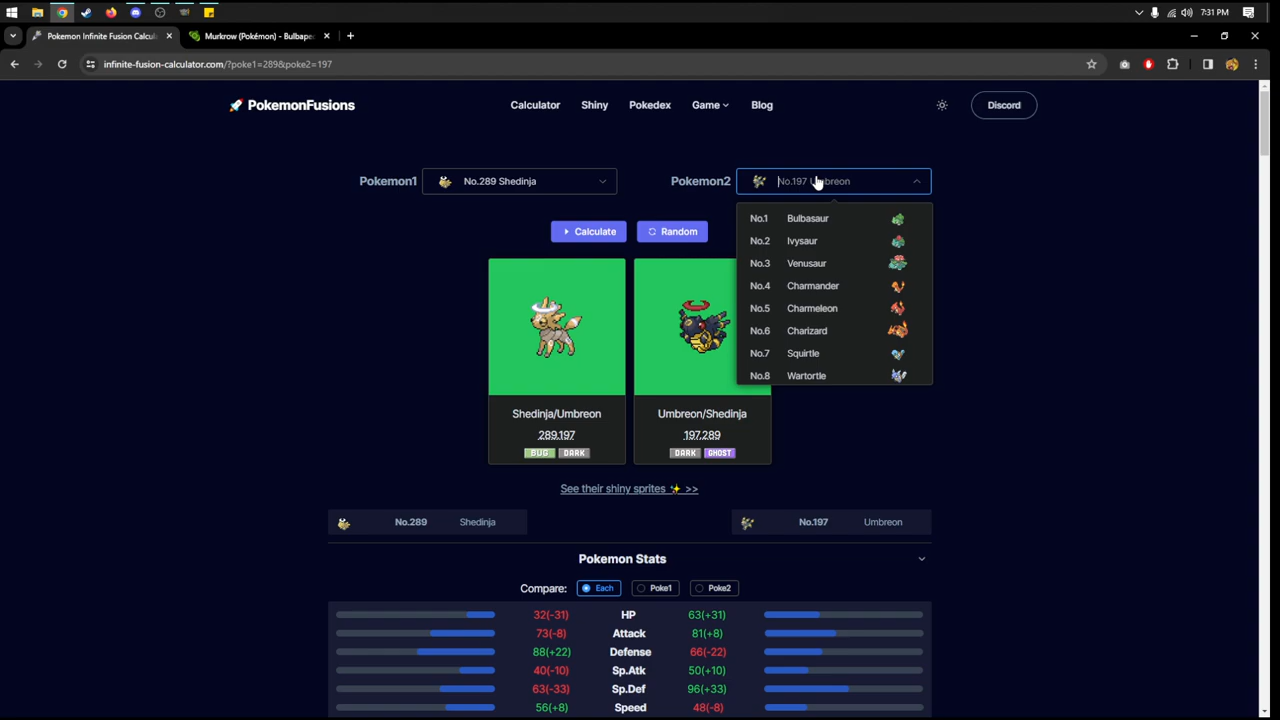 7:31 PM
Pokemon Infinite Fusion Calcul
Murkrow (Pokémon) - Bulbape
infinite-fusion-calculator.com/?poke1=289&poke2=197
PokemonFusions
Calculator
Shiny
Pokedex
Game
Blog
Discord
Pokemon1
No.289 Shedinja
Pokemon2
No.197 Umbreon
Calculate
Random
No.1 Bulbasaur
No.2 Ivysaur
No.3 Venusaur
No.4 Charmander
No.5 Charmeleon
No.6 Charizard
No.7 Squirtle
No.8 Wartortle
Shedinja/Umbreon
289.197
BUG DARK
Umbreon/Shedinja
197.289
DARK GHOST
See their shiny sprites ✨ >>
No.289 Shedinja
No.197 Umbreon
Pokemon Stats
Compare: Each Poke1 Poke2
32(-31) HP 63(+31)
73(-8) Attack 81(+8)
88(+22) Defense 66(-22)
40(-10) Sp.Atk 50(+10)
63(-33) Sp.Def 96(+33)
56(+8) Speed 48(-8)